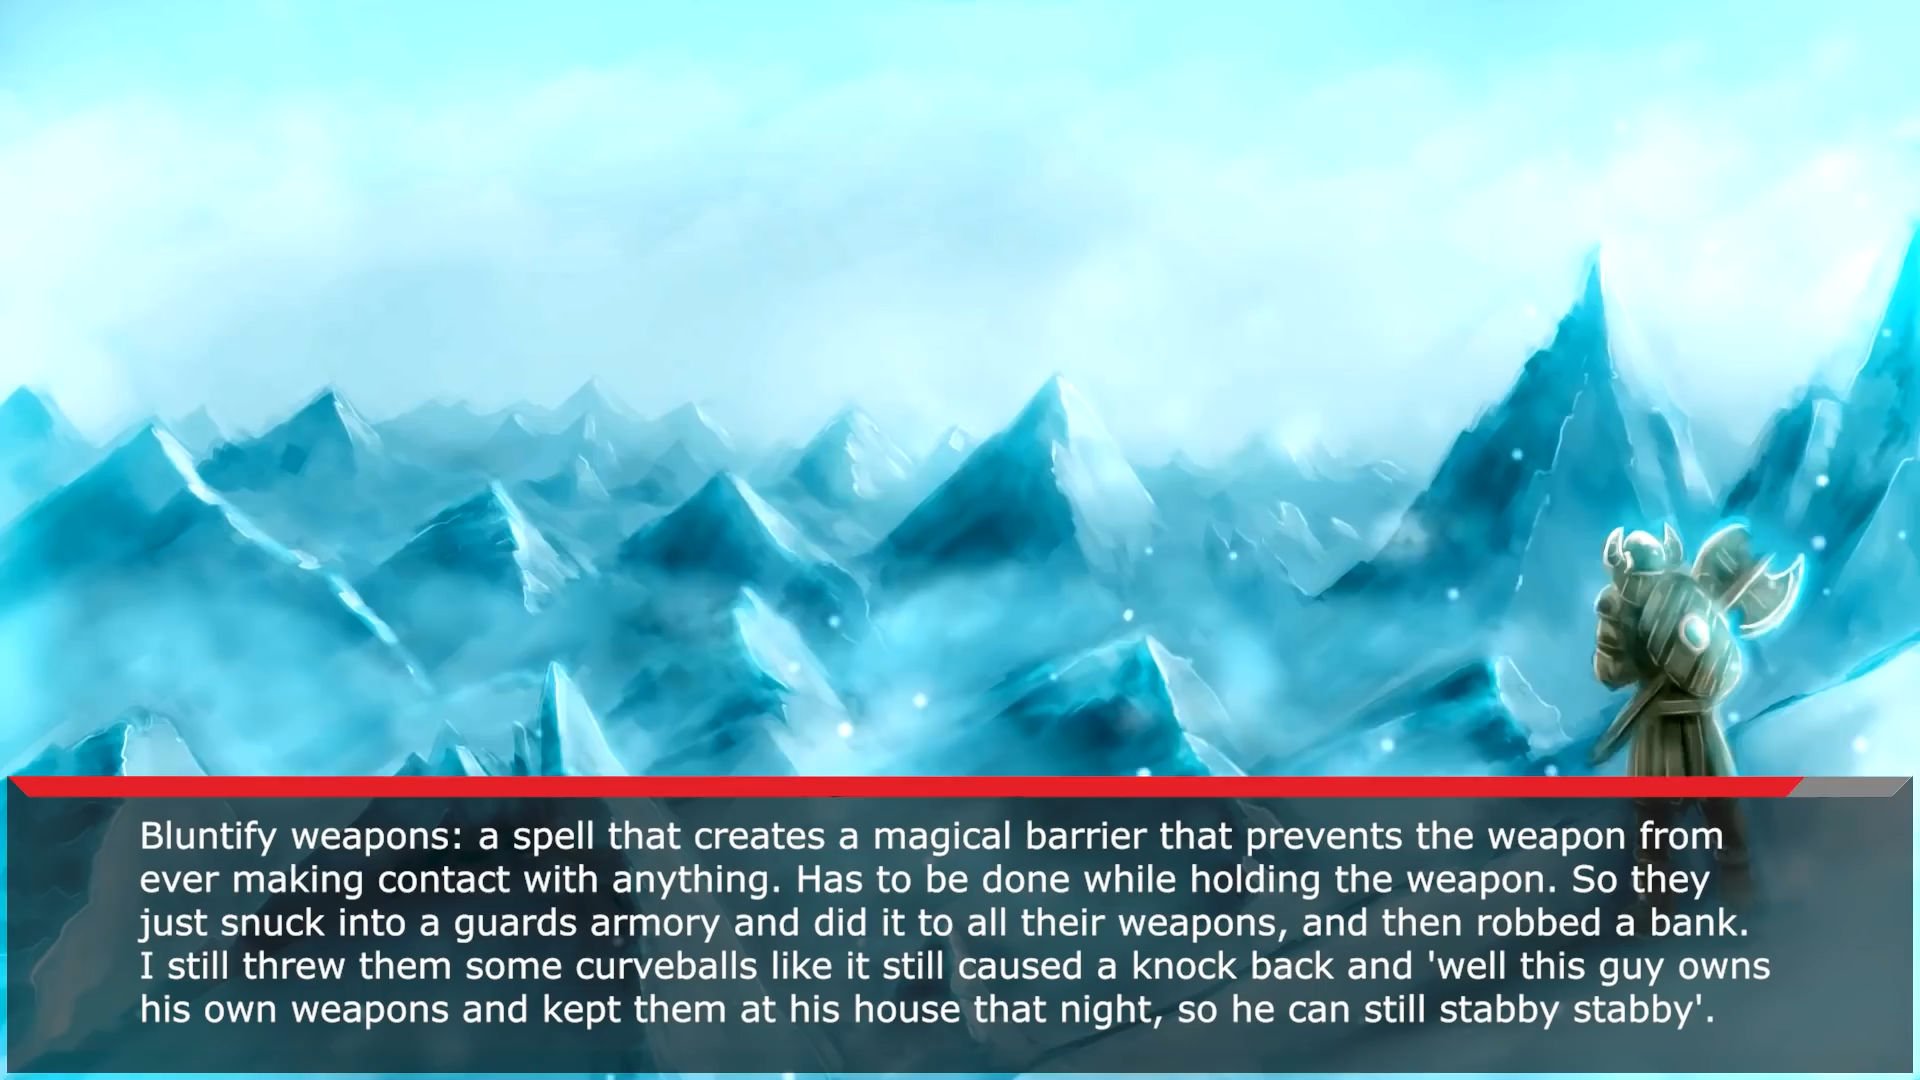 Bluntify weapons: a spell that creates a magical barrier that prevents the weapon from
ever making contact with anything. Has to be done while holding the weapon. So they
just snuck into a guards armory and did it to all their weapons, and then robbed a bank.
I still threw them some curveballs like it still caused a knock back and 'well this guy owns
his own weapons and kept them at his house that night, so he can still stabby stabby'.